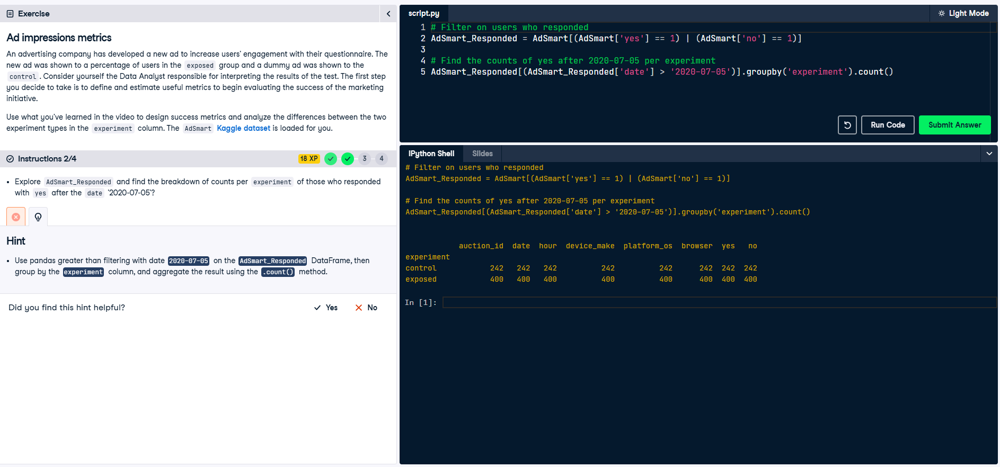 Exercise
Ad impressions metrics
An advertising company has developed a new ad to increase users' engagement with their questionnaire. The
new ad was shown to a percentage of users in the exposed group and a dummy ad was shown to the
control. Consider yourself the Data Analyst responsible for interpreting the results of the test. The first step
you decide to take is to define and estimate useful metrics to begin evaluating the success of the marketing
initiative.
Use what you've learned in the video to design success metrics and analyze the differences between the two
experiment types in the experiment column. The AdSmart Kaggle dataset is loaded for you.
Instructions 2/4
18 XP
3
4
• Explore AdSmart_Responded and find the breakdown of counts per experiment of those who responded
with yes after the date '2020-07-05'?
Hint
• Use pandas greater than filtering with date 2020-07-05 on the AdSmart_Responded DataFrame, then
group by the experiment column, and aggregate the result using the .count() method.
Did you find this hint helpful?
Yes
No
script.py
Light Mode
1 # Filter on users who responded
2 AdSmart_Responded = AdSmart[(AdSmart['yes'] == 1) | (AdSmart['no'] == 1)]
3
4 # Find the counts of yes after 2020-07-05 per experiment
5 AdSmart_Responded[(AdSmart_Responded['date'] > '2020-07-05')].groupby('experiment').count()
Run Code
Submit Answer
IPython Shell
Slides
# Filter on users who responded
AdSmart_Responded = AdSmart[(AdSmart['yes'] == 1) | (AdSmart['no'] == 1)]
# Find the counts of yes after 2020-07-05 per experiment
AdSmart_Responded[(AdSmart_Responded['date'] > '2020-07-05')].groupby('experiment').count()
auction_id date hour device_make platform_os browser yes no
experiment
control 242 242 242 242 242 242 242 242
exposed 400 400 400 400 400 400 400 400
In [1]: